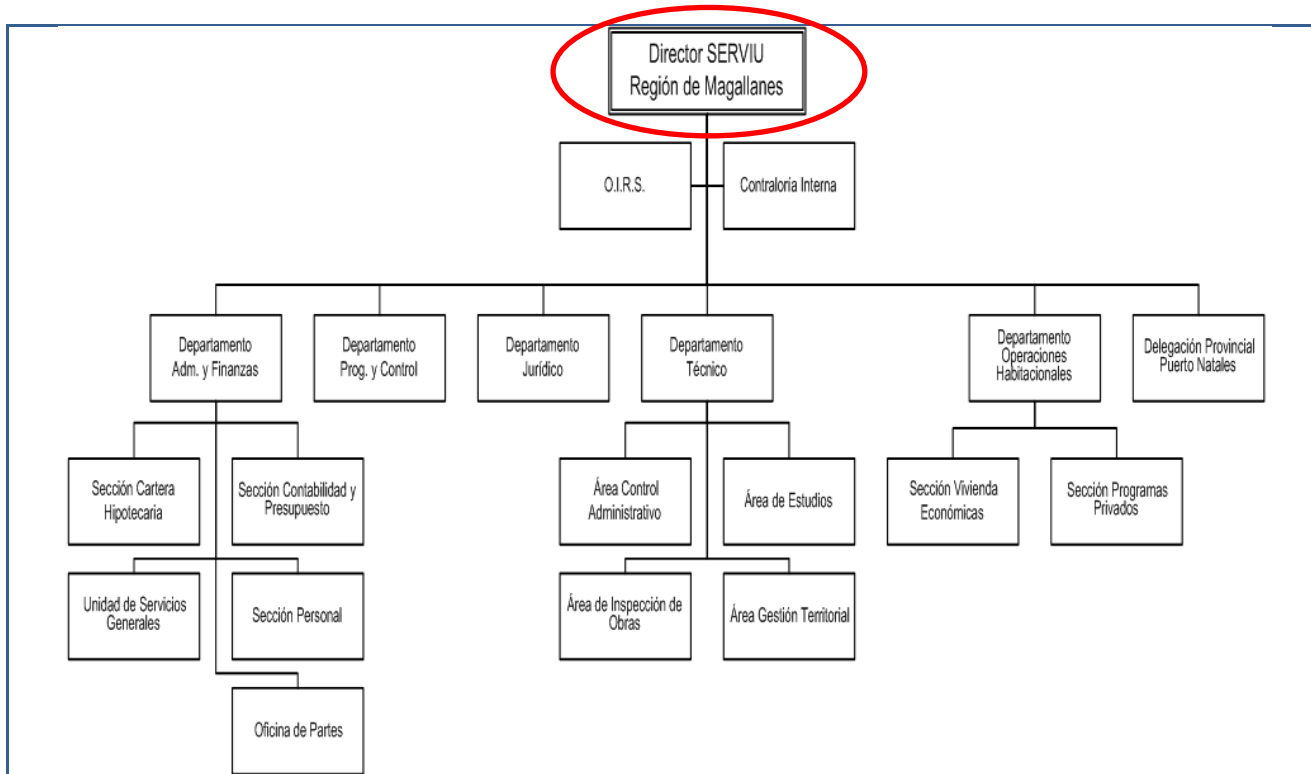 Director SERVIU
Región de Magallanes
O.I.R.S.
Contraloria Interna
Departamento
Adm. y Finanzas
Departamento
Prog. y Control
Departamento
Jurídico
Departamento
Técnico
Departamento
Operaciones
Habitacionales
Delegación Provincial
Puerto Natales
Sección Cartera
Hipotecaria
Sección Contabilidad y
Presupuesto
Área Control
Administrativo
Área de Estudios
Sección Vivienda
Económicas
Sección Programas
Privados
Unidad de Servicios
Generales
Sección Personal
Área de Inspección de
Obras
Área Gestión Territorial
Oficina de Partes